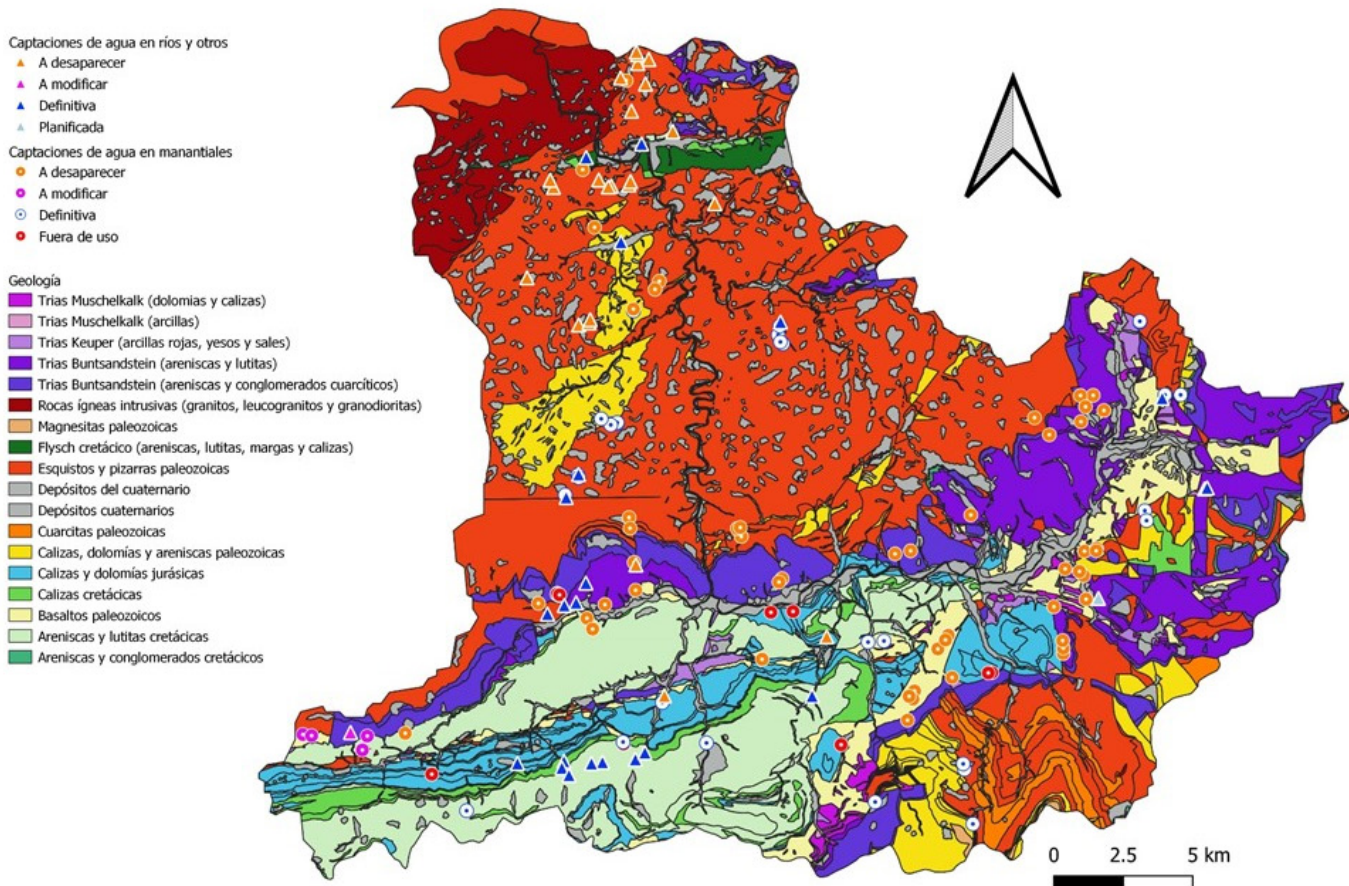 Captaciones de agua en ríos y otros
A desaparecer
A modificar
Definitiva
Planificada
Captaciones de agua en manantiales
A desaparecer
A modificar
Definitiva
Fuera de uso
Geología
Trias Muschelkalk (dolomias y calizas)
Trias Muschelkalk (arcillas)
Trias Keuper (arcillas rojas, yesos y sales)
Trias Buntsandstein (areniscas y lutitas)
Trias Buntsandstein (areniscas y conglomerados cuarcíticos)
Rocas ígneas intrusivas (granitos, leucogranitos y granodioritas)
Magnesitas paleozoicas
Flysch cretácico (areniscas, lutitas, margas y calizas)
Esquistos y pizarras paleozoicas
Depósitos del cuaternario
Depósitos cuaternarios
Cuarcitas paleozoicas
Calizas, dolomías y areniscas paleozoicas
Calizas y dolomías jurásicas
Calizas cretácicas
Basaltos paleozoicos
Areniscas y lutitas cretácicas
Areniscas y conglomerados cretácicos
0 2.5 5 km